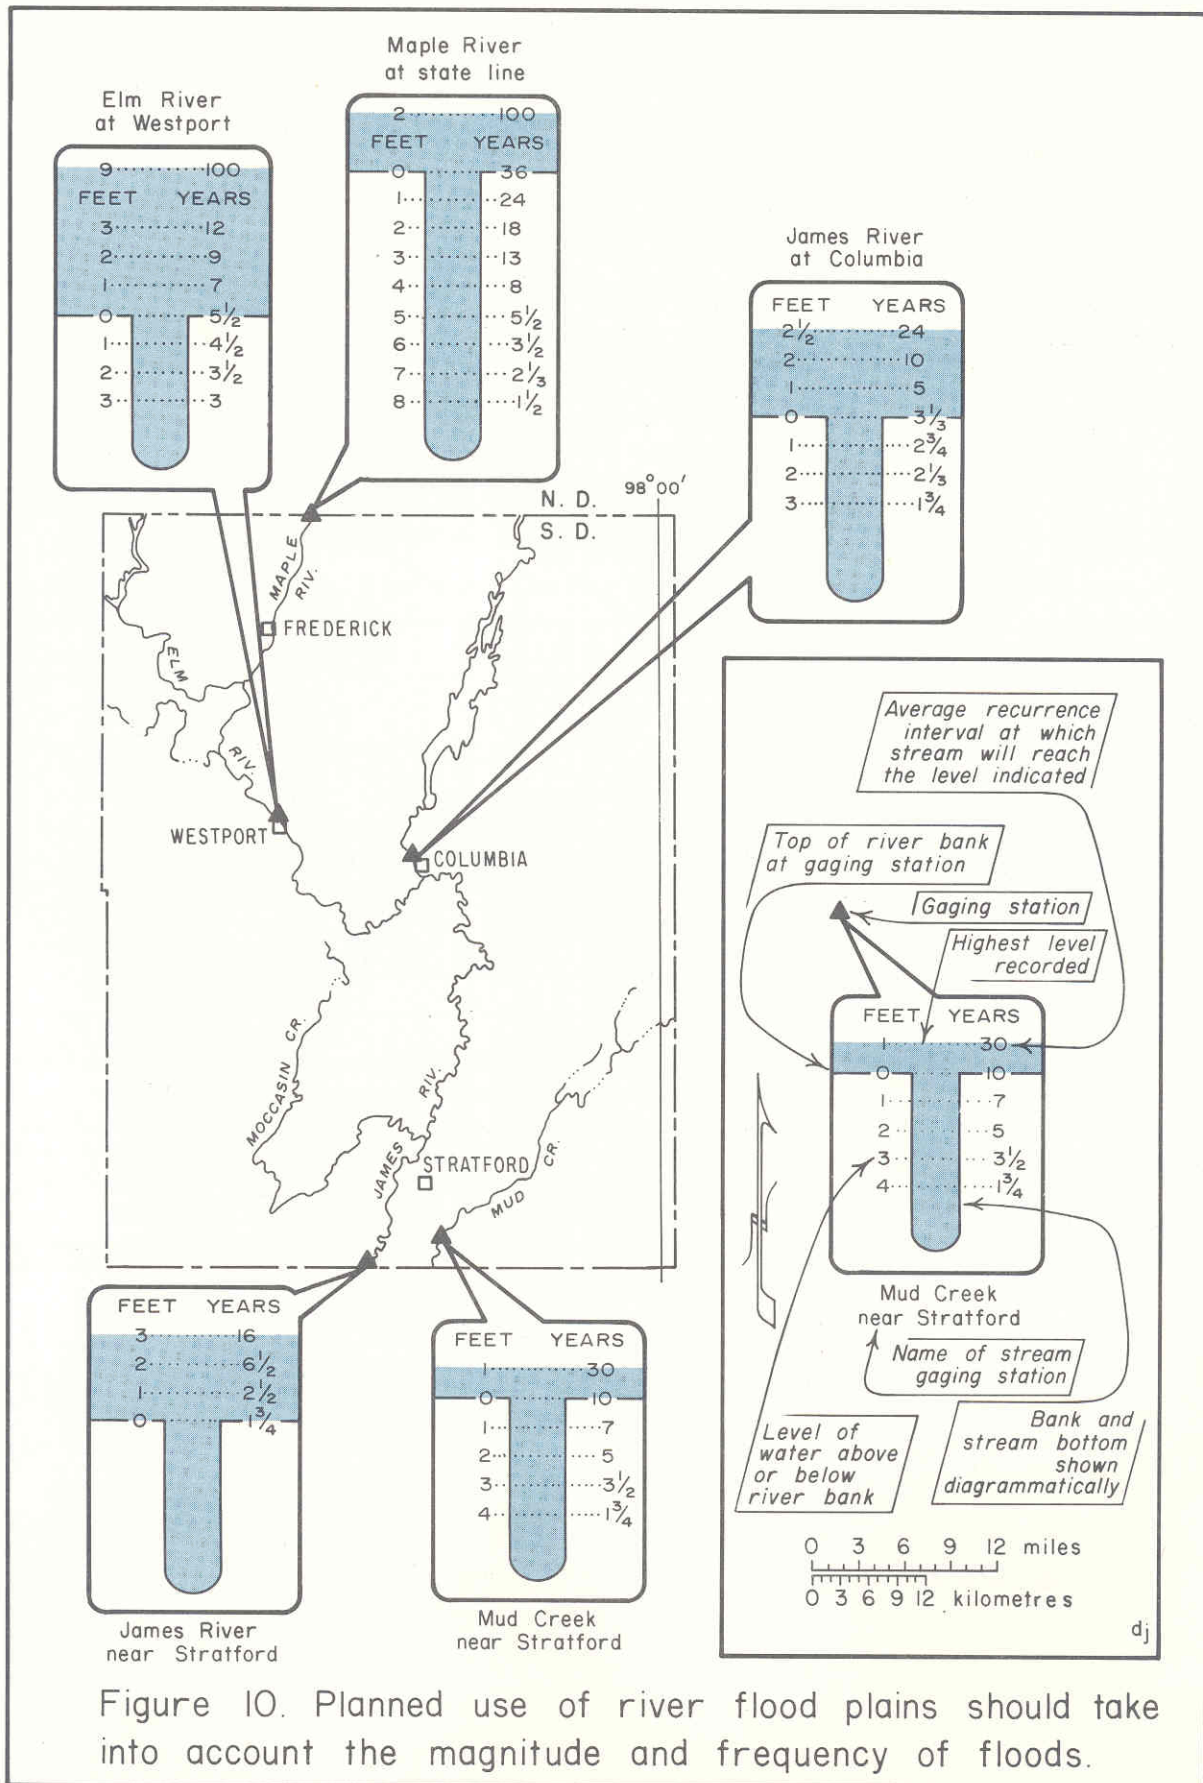 Maple River
at state line
2 100
FEET YEARS
0 36
1 24
2 18
3 13
4 8
5 5½
6 3½
7 2⅓
8 1½
Elm River
at Westport
9 100
FEET YEARS
3 12
2 9
1 7
0 5½
1 4½
2 3½
3 3
James River
at Columbia
FEET YEARS
2½ 24
2 10
1 5
0 3⅓
1 2¾
2 2⅓
3 1¾
N. D.
S. D.
98°00'
MAPLE
RIV.
FREDERICK
ELM
RIV.
WESTPORT
COLUMBIA
MOCCASIN CR.
JAMES
RIV.
STRATFORD
MUD
CR.
FEET YEARS
3 16
2 6½
1 2½
0 1¾
James River
near Stratford
FEET YEARS
1 30
0 10
1 7
2 5
3 3½
4 1¾
Mud Creek
near Stratford
Average recurrence
interval at which
stream will reach
the level indicated
Top of river bank
at gaging station
Gaging station
Highest level
recorded
FEET YEARS
1 30
0 10
1 7
2 5
3 3½
4 1¾
Mud Creek
near Stratford
Name of stream
gaging station
Level of
water above
or below
river bank
Bank and
stream bottom
shown
diagrammatically
0 3 6 9 12 miles
0 3 6 9 12 kilometres
dj
Figure 10. Planned use of river flood plains should take
into account the magnitude and frequency of floods.